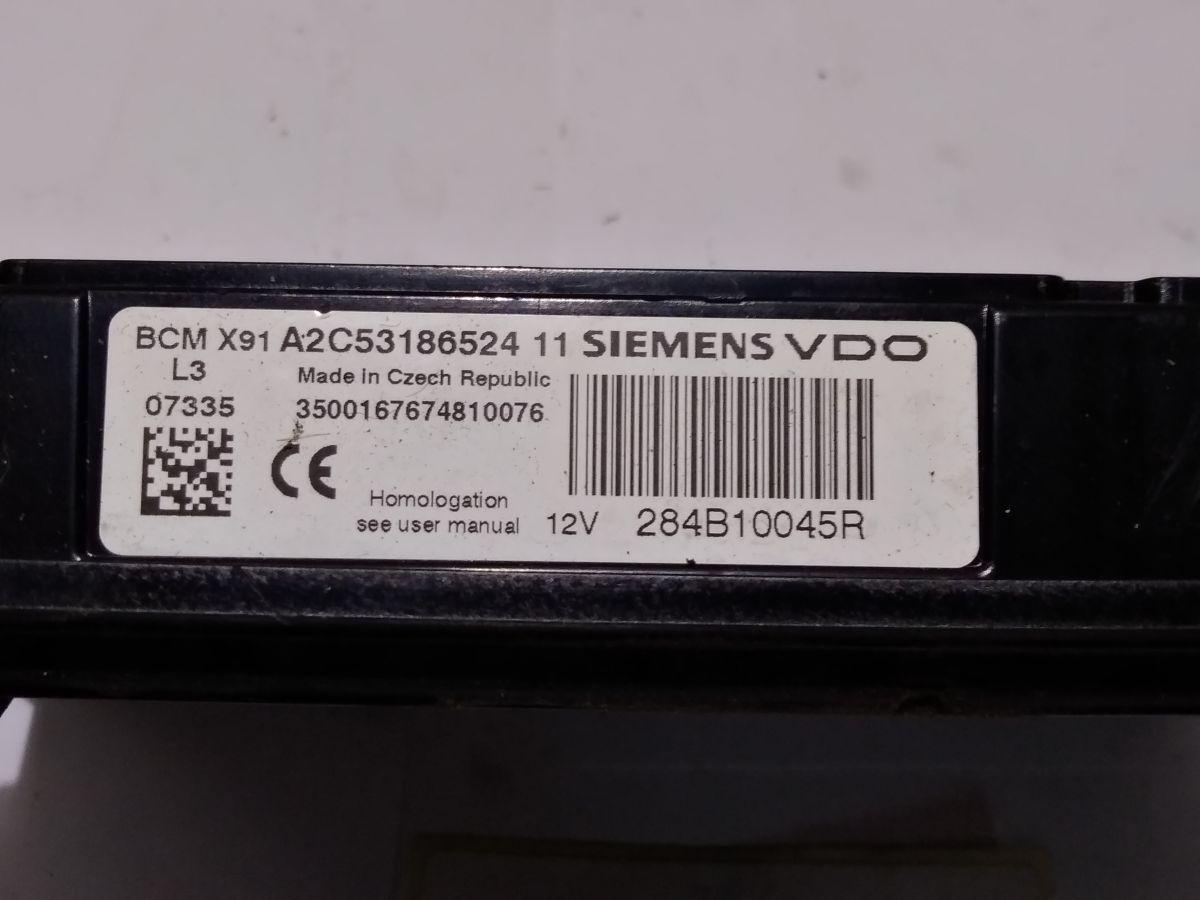 BCM X91 A2C53186524 11 SIEMENS VDO
L3 Made in Czech Republic
07335 3500167674810076
CE
Homologation
see user manual 12V 284B10045R